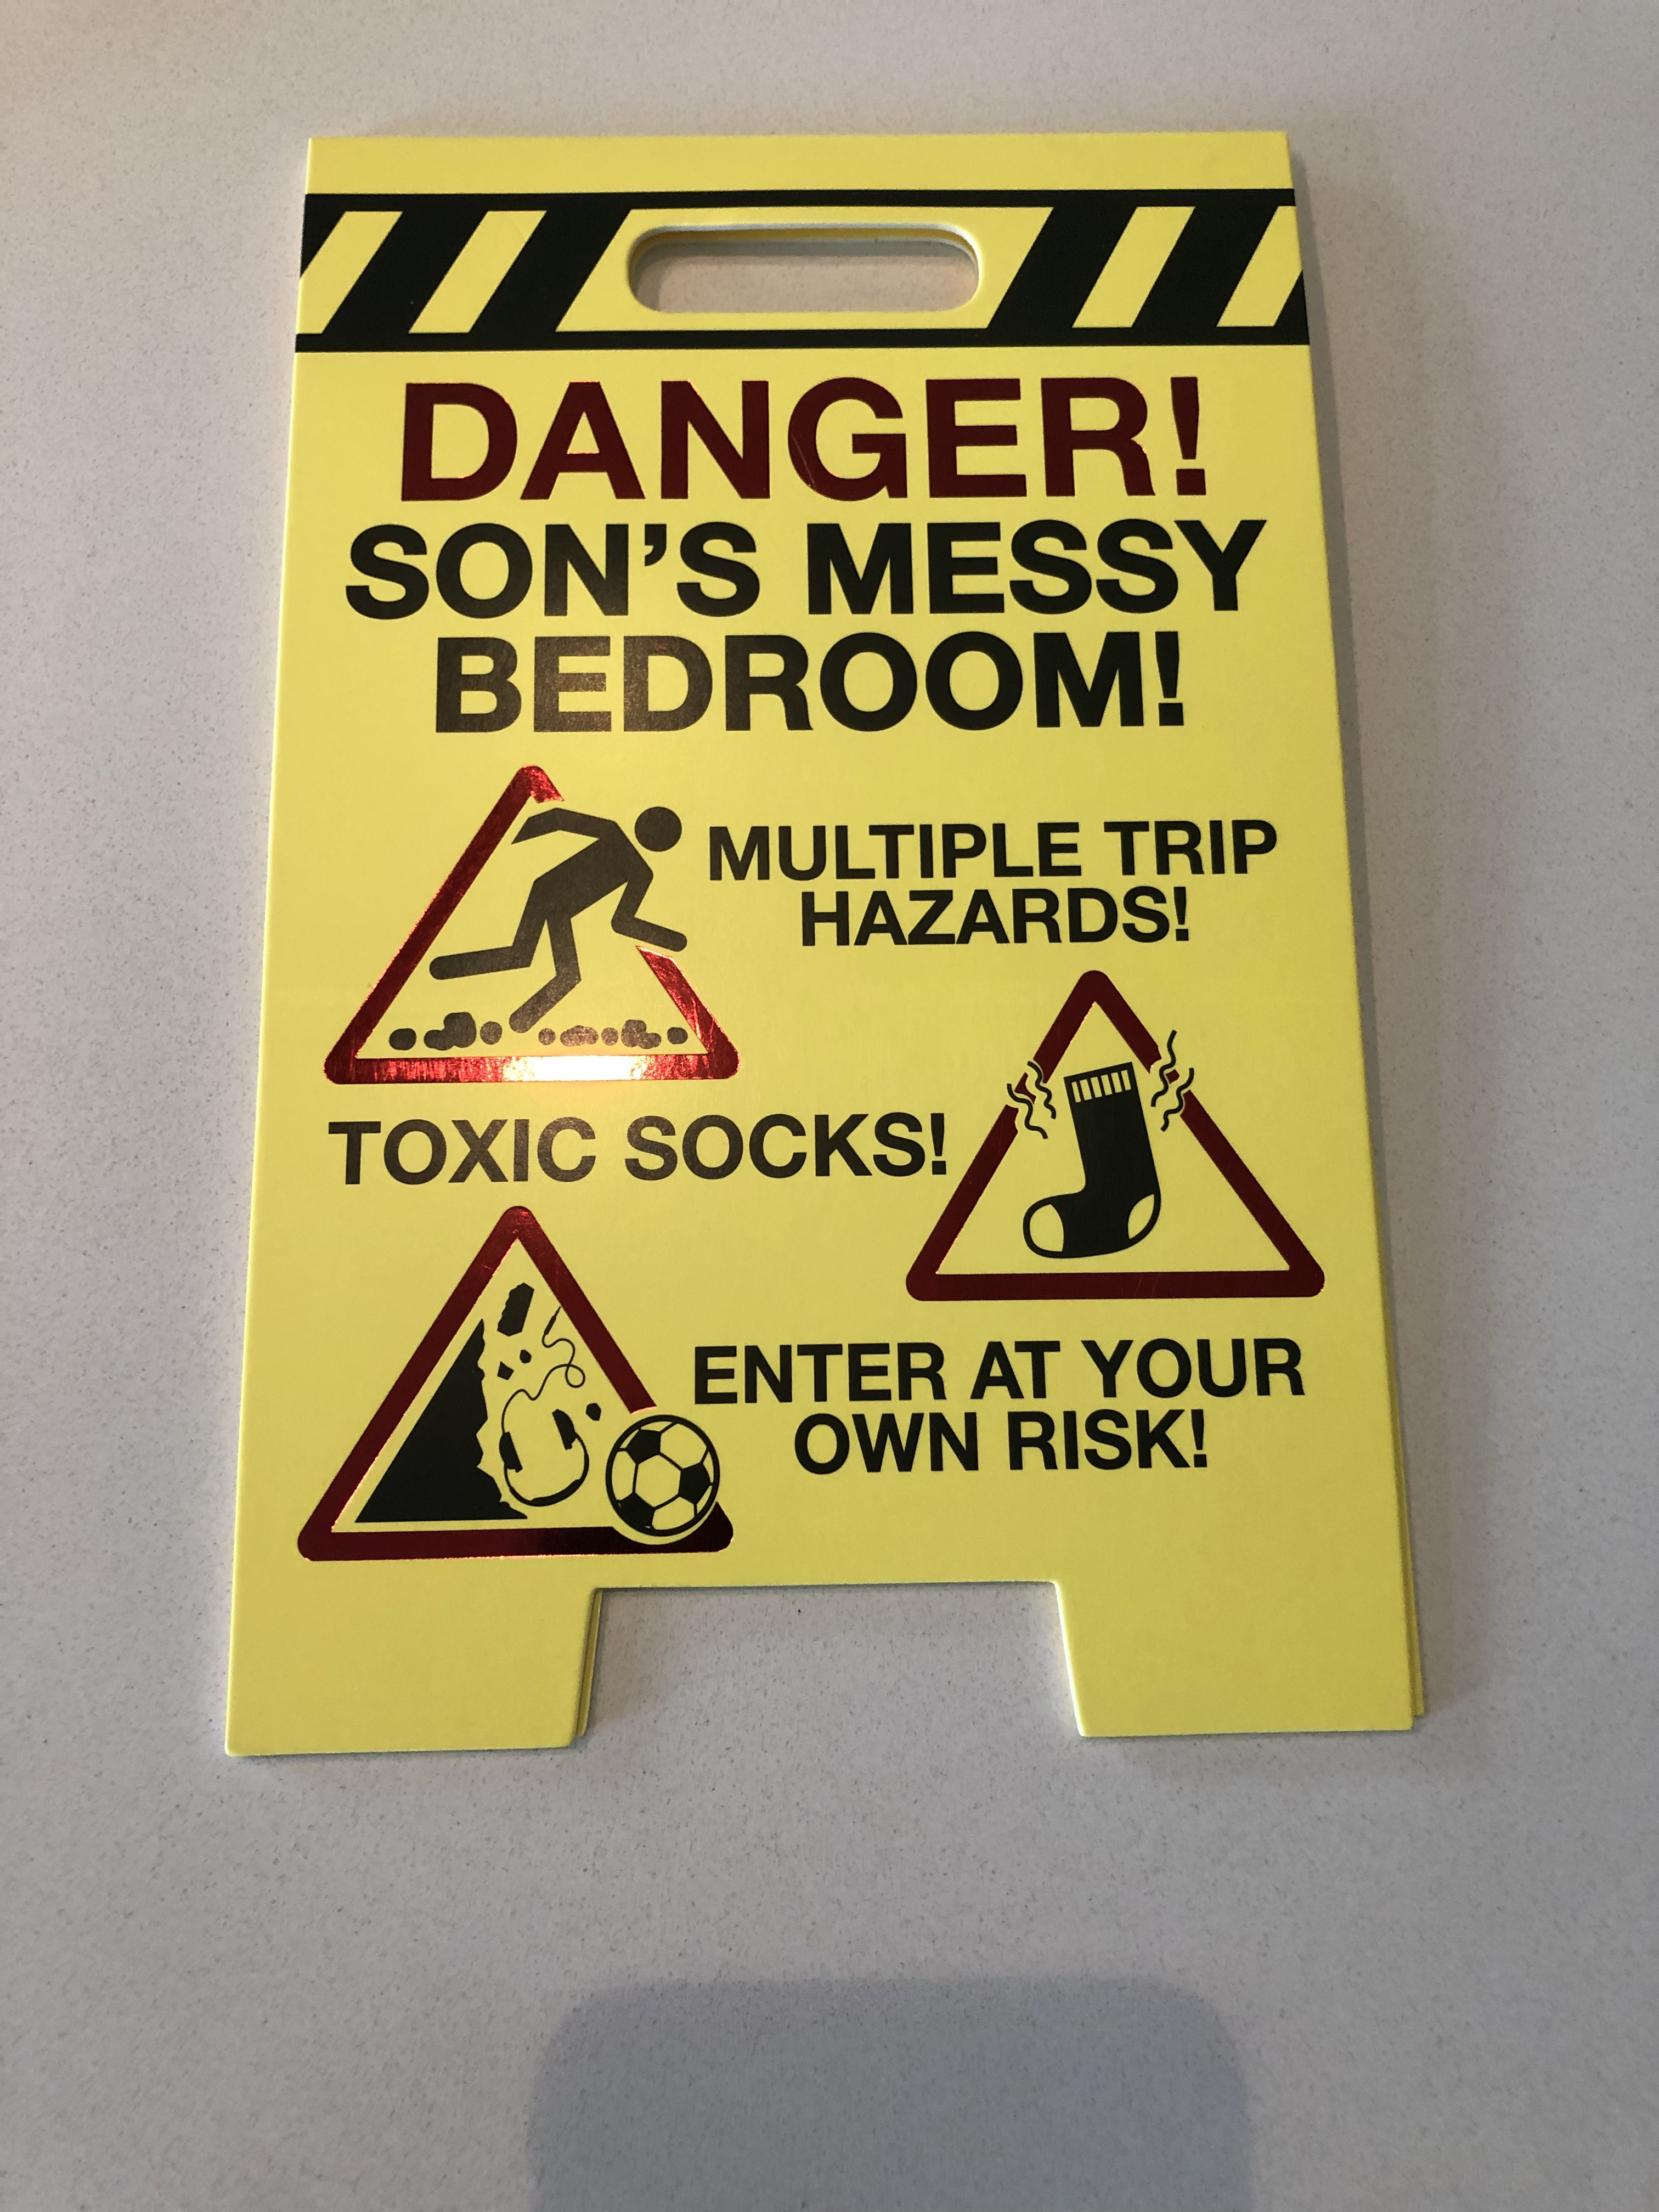 DANGER!
SON'S MESSY
BEDROOM!
MULTIPLE TRIP
HAZARDS!
TOXIC SOCKS!
ENTER AT YOUR
OWN RISK!